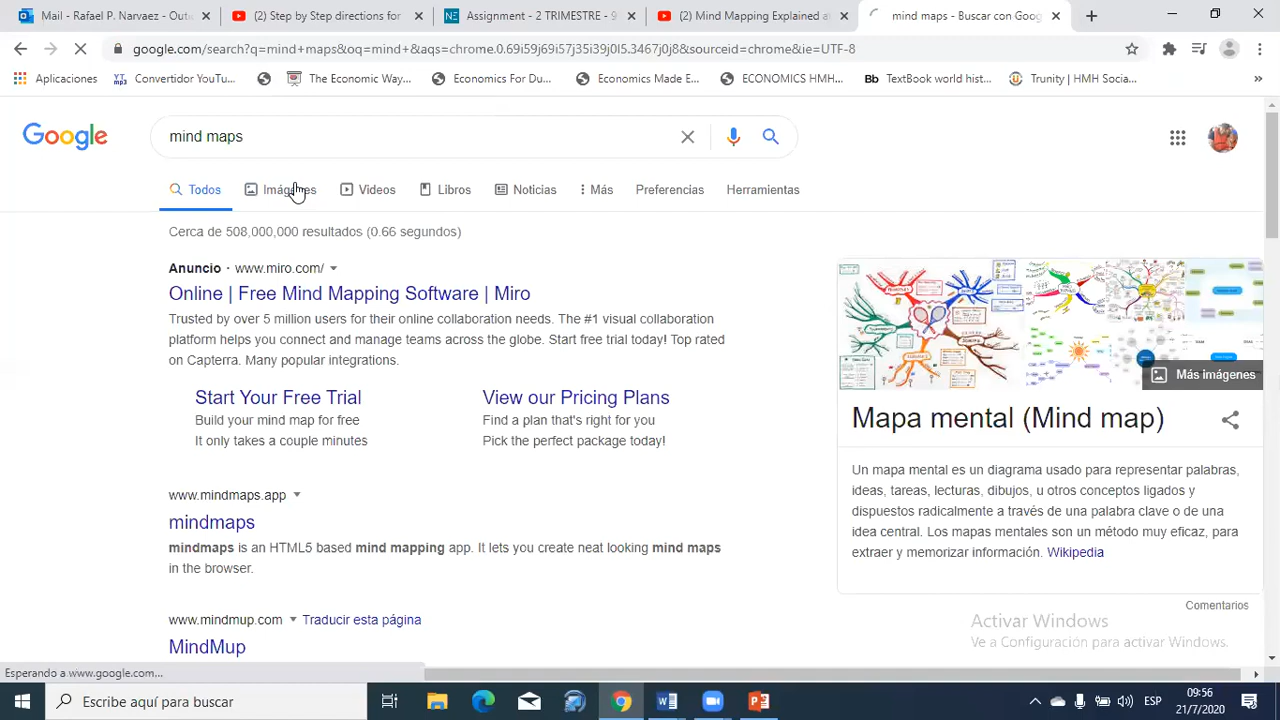 Mail - Rafael P. Narvaez - Outl
(2) Step by Step directions for
Assignment - 2 TRIMESTRE - 9
(2) Mind Mapping Explained a
mind maps - Buscar con Goog
google.com/search?q=mind+maps&oq=mind+&aqs=chrome.0.69i59j69i57j35i39j0l5.3467j0j8&sourceid=chrome&ie=UTF-8
Aplicaciones
Convertidor YouTu...
The Economic Way...
Economics For Du...
Economics Made E...
ECONOMICS HMH...
Bb TextBook world hist...
Trunity | HMH Socia...
Google
mind maps
Todos
Imágenes
Videos
Libros
Noticias
Más
Preferencias
Herramientas
Cerca de 508,000,000 resultados (0.66 segundos)
Anuncio · www.miro.com/
Online | Free Mind Mapping Software | Miro
Trusted by over 5 million users for their online collaboration needs. The #1 visual collaboration
platform helps you connect and manage teams across the globe. Start free trial today! Top rated
on Capterra. Many popular integrations.
Start Your Free Trial
Build your mind map for free
It only takes a couple minutes
View our Pricing Plans
Find a plan that's right for you
Pick the perfect package today!
www.mindmaps.app
mindmaps
mindmaps is an HTML5 based mind mapping app. It lets you create neat looking mind maps
in the browser.
www.mindmup.com
Traducir esta página
MindMup
Más imágenes
Mapa mental (Mind map)
Un mapa mental es un diagrama usado para representar palabras,
ideas, tareas, lecturas, dibujos, u otros conceptos ligados y
dispuestos radicalmente a través de una palabra clave o de una
idea central. Los mapas mentales son un método muy eficaz, para
extraer y memorizar información. Wikipedia
Comentarios
Activar Windows
Ve a Configuración para activar Windows.
Esperando a www.google.com...
Escribe aquí para buscar
ESP
09:56
21/7/2020